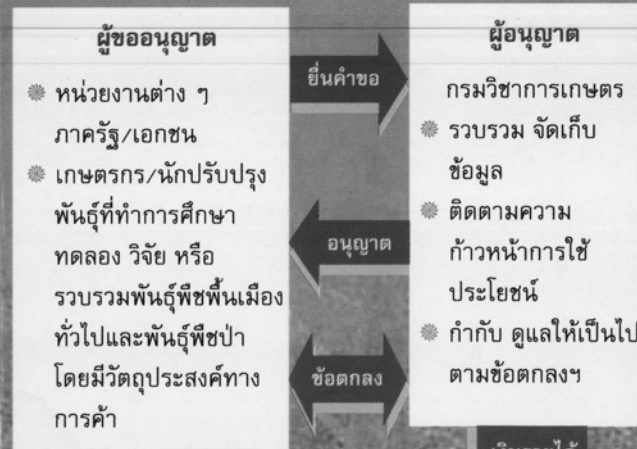 ผู้ขออนุญาต
หน่วยงานต่าง ๆ
ภาครัฐ/เอกชน
เกษตรกร/นักปรับปรุง
พันธุ์ที่ทำการศึกษา
ทดลอง วิจัย หรือ
รวบรวมพันธุ์พืชพื้นเมือง
ทั่วไปและพันธุ์พืชป่า
โดยมีวัตถุประสงค์ทาง
การค้า
ยื่นคำขอ
อนุญาต
ข้อตกลง
ผู้อนุญาต
กรมวิชาการเกษตร
รวบรวม จัดเก็บ
ข้อมูล
ติดตามความ
ก้าวหน้าการใช้
ประโยชน์
กำกับ ดูแลให้เป็นไป
ตามข้อตกลงฯ